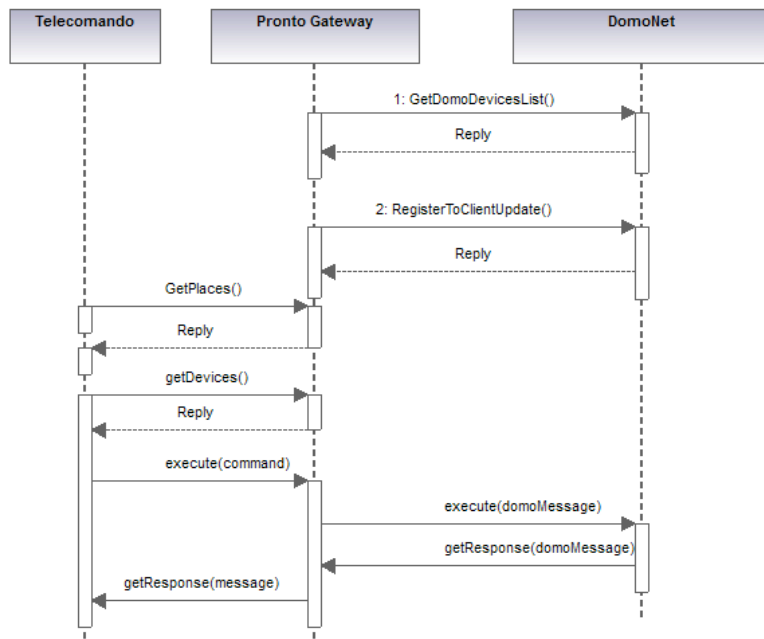 Telecomando
Pronto Gateway
DomoNet
1: GetDomoDevicesList()
Reply
2: RegisterToClientUpdate()
Reply
GetPlaces()
Reply
getDevices()
Reply
execute(command)
execute(domoMessage)
getResponse(domoMessage)
getResponse(message)